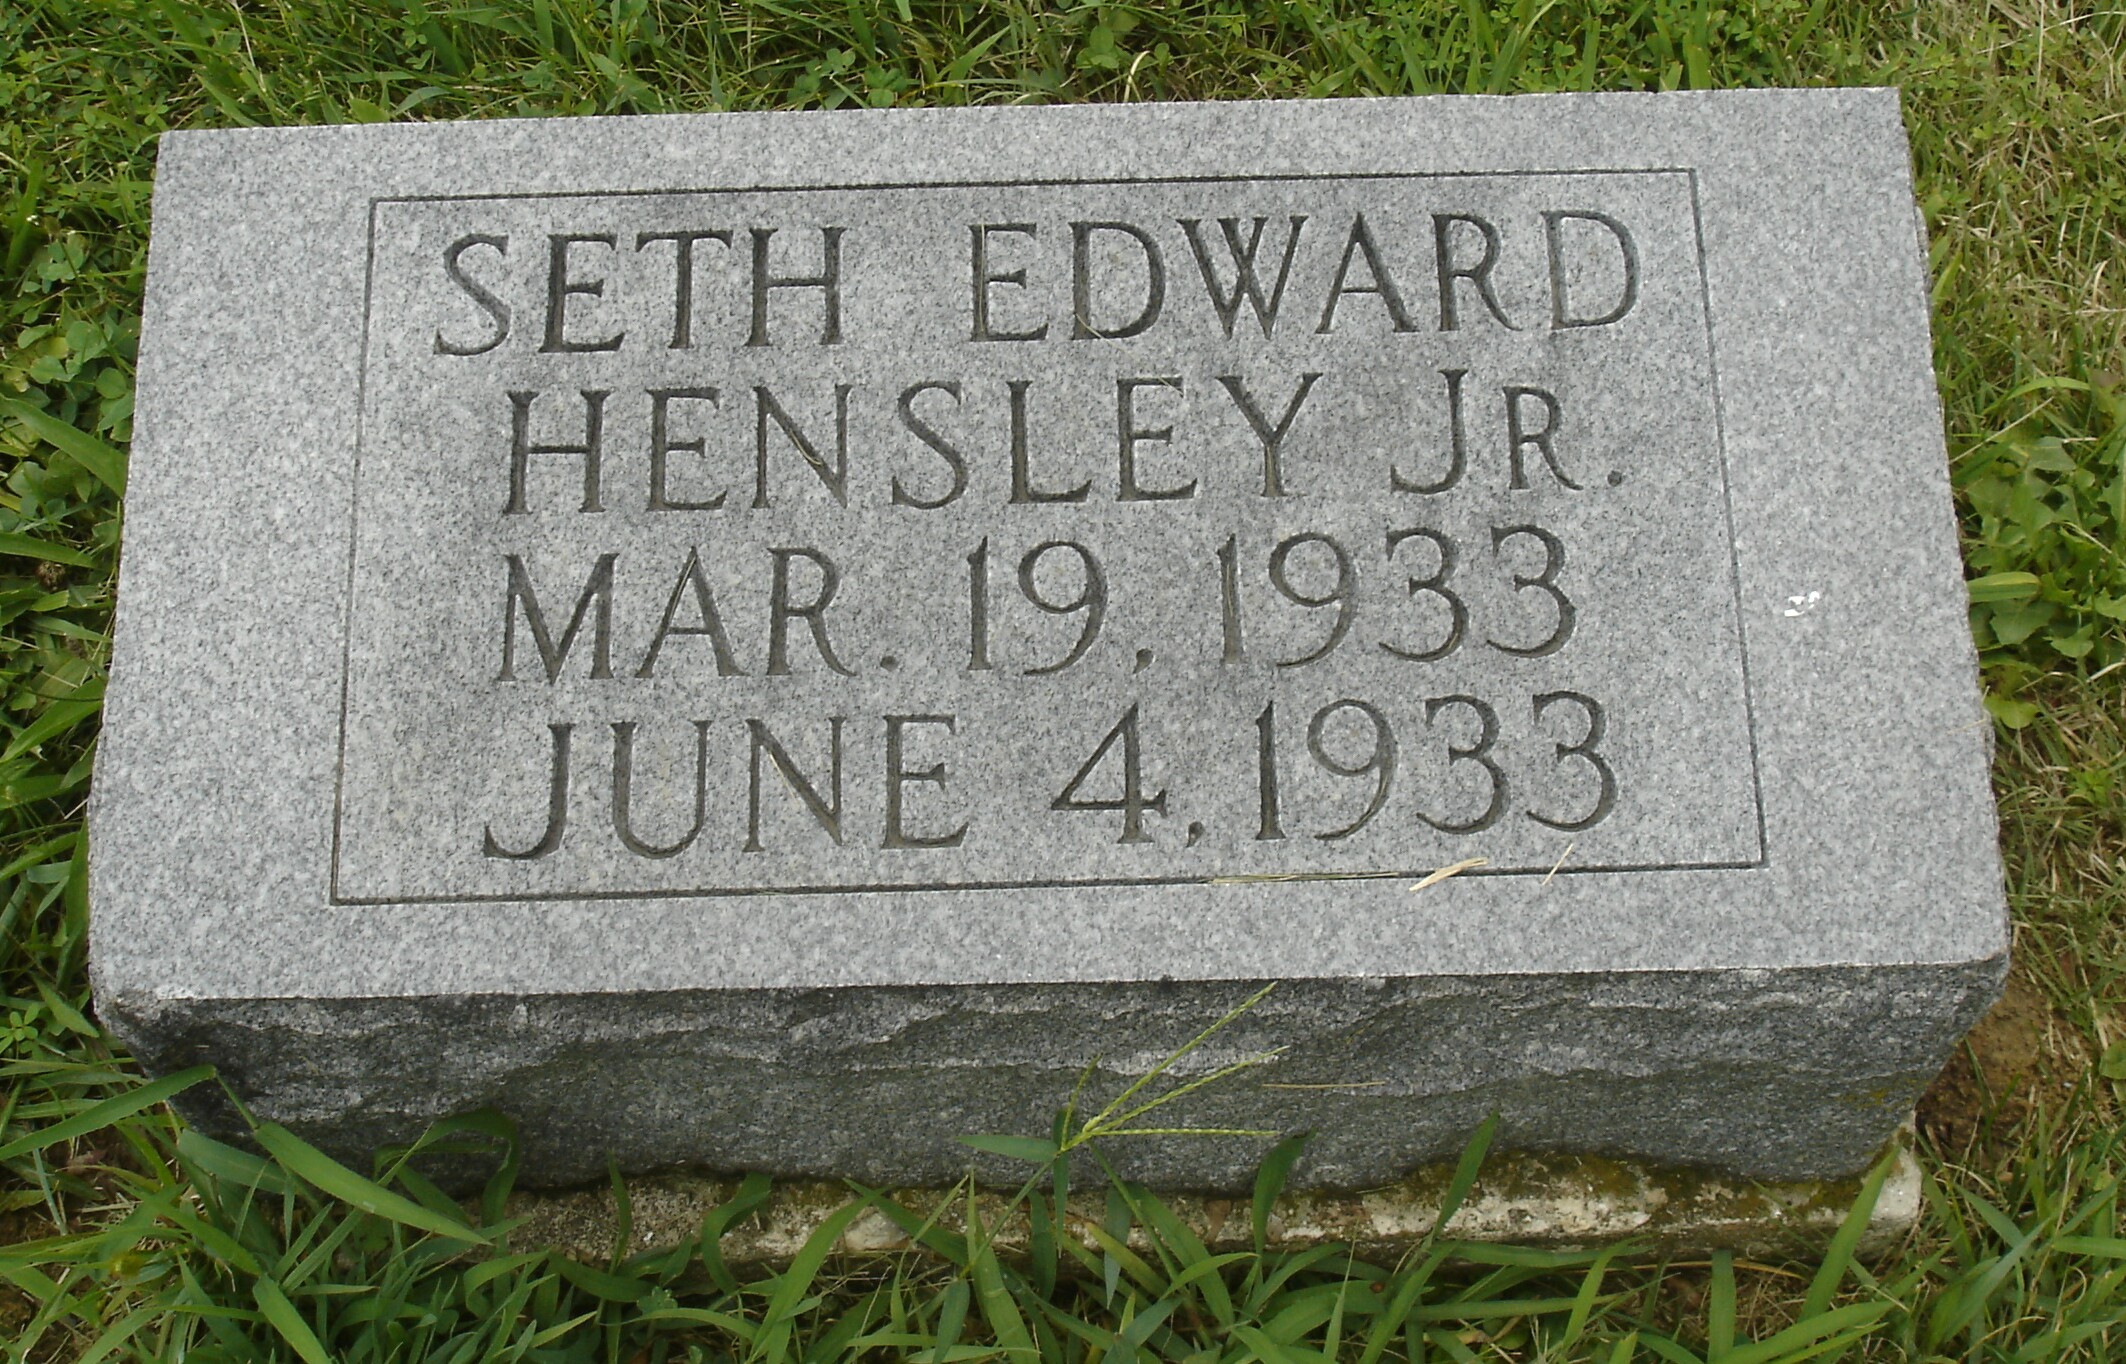 SETH EDWARD
HENSLEY JR.
MAR. 19, 1933
JUNE 4, 1933